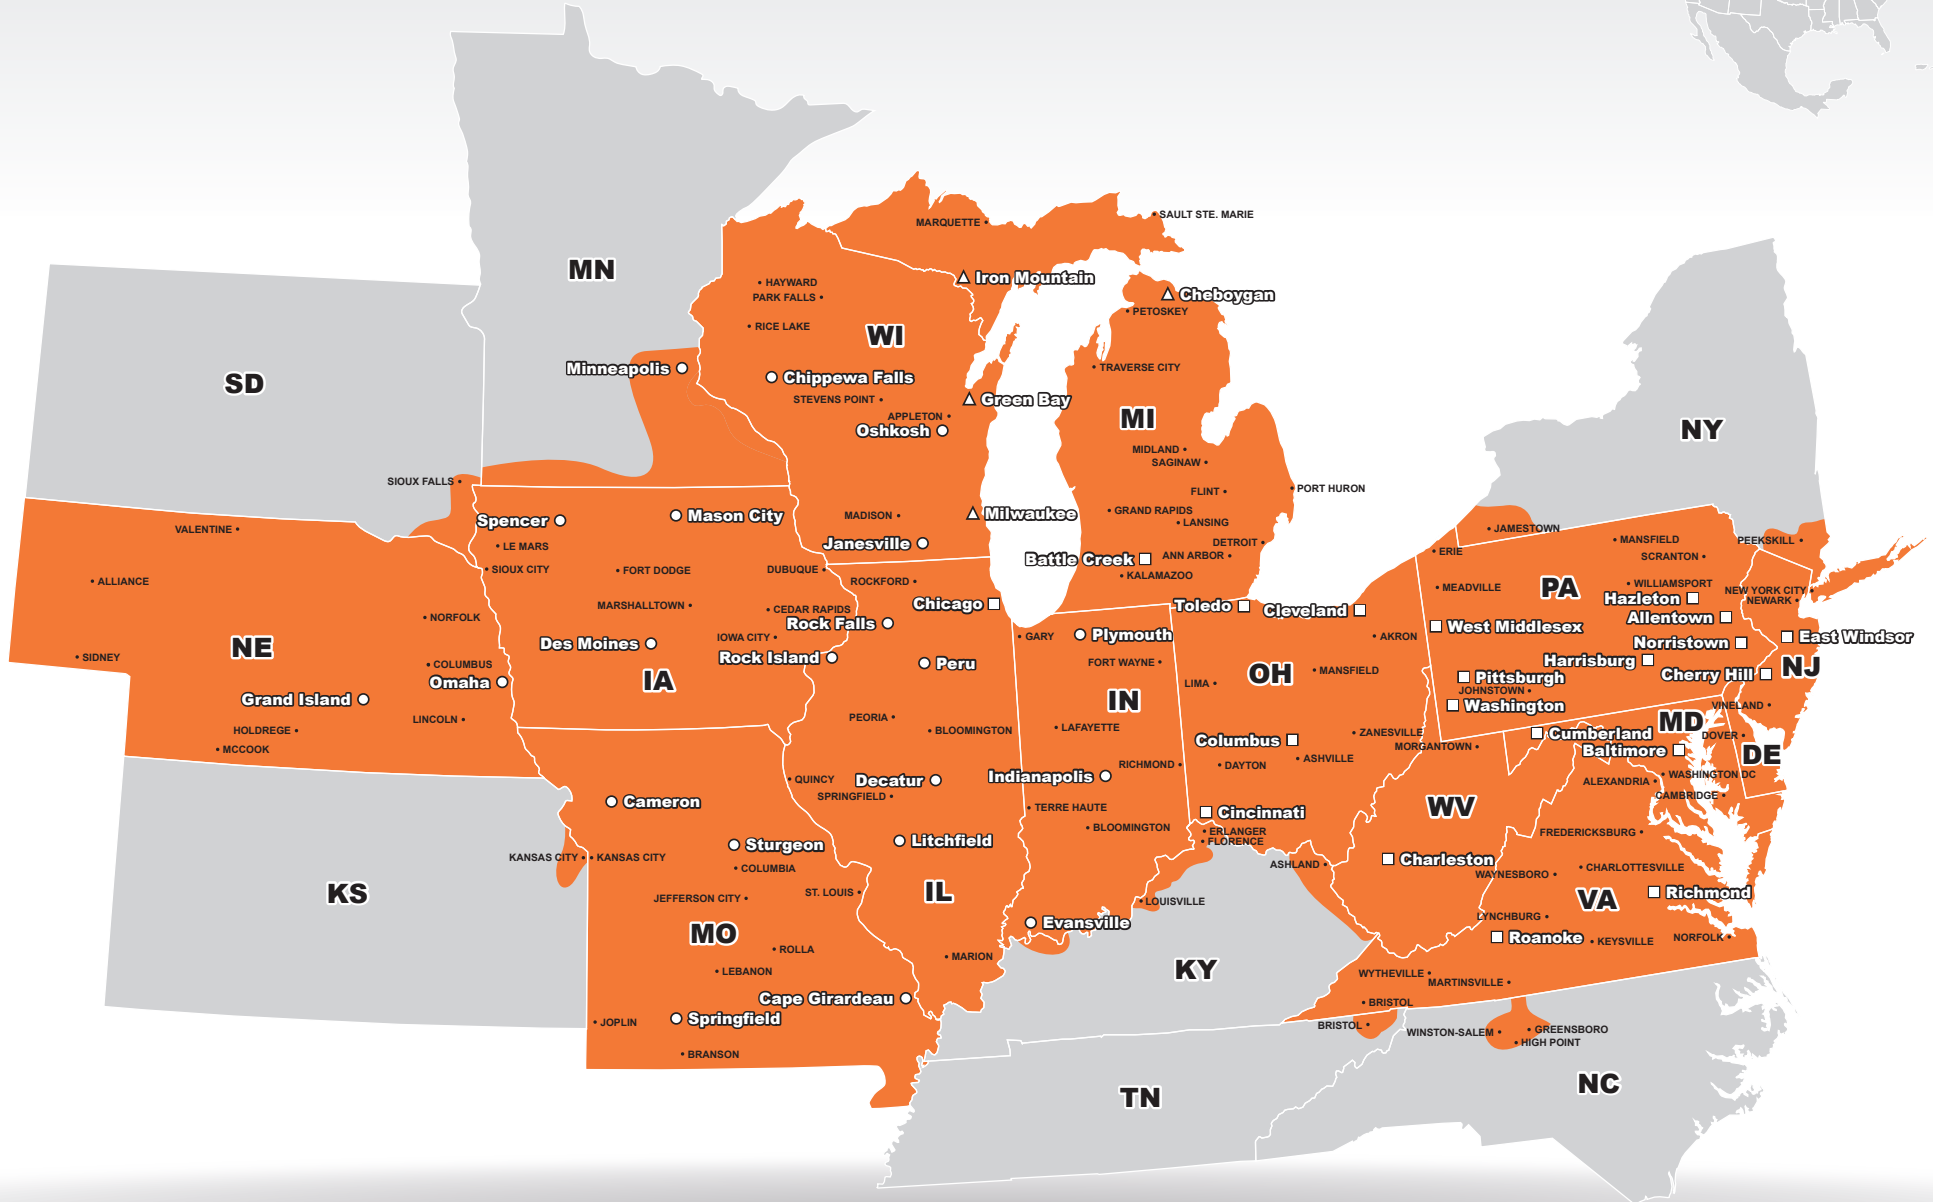 SAULT STE. MARIE
MARQUETTE
MN
Iron Mountain
HAYWARD
Cheboygan
PARK FALLS
PETOSKEY
RICE LAKE
WI
Minneapolis
TRAVERSE CITY
Chippewa Falls
SD
STEVENS POINT
Green Bay
APPLETON
MI
Oshkosh
NY
MIDLAND
SAGINAW
SIOUX FALLS
FLINT
PORT HURON
GRAND RAPIDS
Milwaukee
MADISON
Mason City
Spencer
LANSING
VALENTINE
JAMESTOWN
MANSFIELD
PEEKSKILL
DETROIT
Janesville
LE MARS
ERIE
ANN ARBOR
SCRANTON
Battle Creek
SIOUX CITY
FORT DODGE
DUBUQUE
KALAMAZOO
ALLIANCE
ROCKFORD
WILLIAMSPORT
MEADVILLE
PA
NEW YORK CITY
Hazleton
NEWARK
Chicago
MARSHALLTOWN
Toledo
CEDAR RAPIDS
Cleveland
NORFOLK
Allentown
Rock Falls
West Middlesex
GARY
Plymouth
AKRON
East Windsor
IOWA CITY
Des Moines
Norristown
NE
SIDNEY
Rock Island
Harrisburg
FORT WAYNE
Peru
COLUMBUS
NJ
MANSFIELD
OH
Cherry Hill
Pittsburgh
IA
Omaha
LIMA
JOHNSTOWN
Grand Island
IN
Washington
VINELAND
PEORIA
LINCOLN
MD
LAFAYETTE
HOLDREGE
BLOOMINGTON
ZANESVILLE
Cumberland
DOVER
Columbus
MORGANTOWN
MCCOOK
Baltimore
DE
ASHVILLE
RICHMOND
DAYTON
WASHINGTON DC
Indianapolis
QUINCY
Decatur
ALEXANDRIA
SPRINGFIELD
CAMBRIDGE
Cameron
TERRE HAUTE
WV
Cincinnati
BLOOMINGTON
ERLANGER
FREDERICKSBURG
Litchfield
FLORENCE
Sturgeon
KANSAS CITY
KANSAS CITY
Charleston
ASHLAND
COLUMBIA
CHARLOTTESVILLE
WAYNESBORO
KS
ST. LOUIS
IL
Richmond
JEFFERSON CITY
VA
LOUISVILLE
LYNCHBURG
Evansville
MO
Roanoke
NORFOLK
KEYSVILLE
ROLLA
MARION
KY
LEBANON
WYTHEVILLE
MARTINSVILLE
Cape Girardeau
BRISTOL
Springfield
JOPLIN
BRISTOL
GREENSBORO
WINSTON-SALEM
HIGH POINT
BRANSON
NC
TN